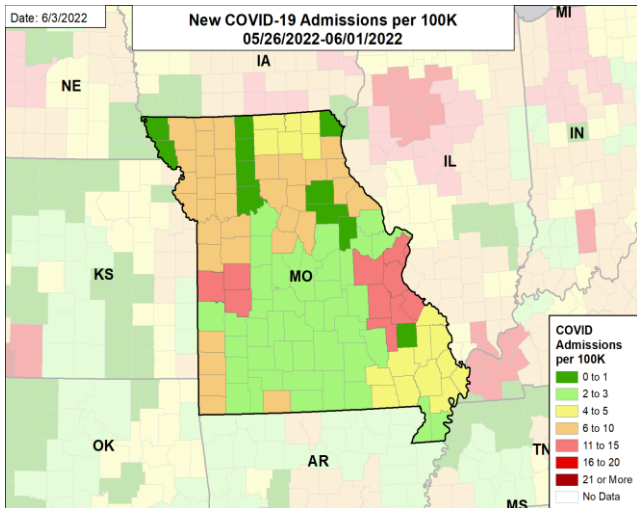 Date: 6/3/2022
New COVID-19 Admissions per 100K
05/26/2022-06/01/2022
MI
IA
NE
IL
IN
KS
MO
OK
AR
TN
MS
COVID
Admissions
per 100K
0 to 1
2 to 3
4 to 5
6 to 10
11 to 15
16 to 20
21 or More
No Data